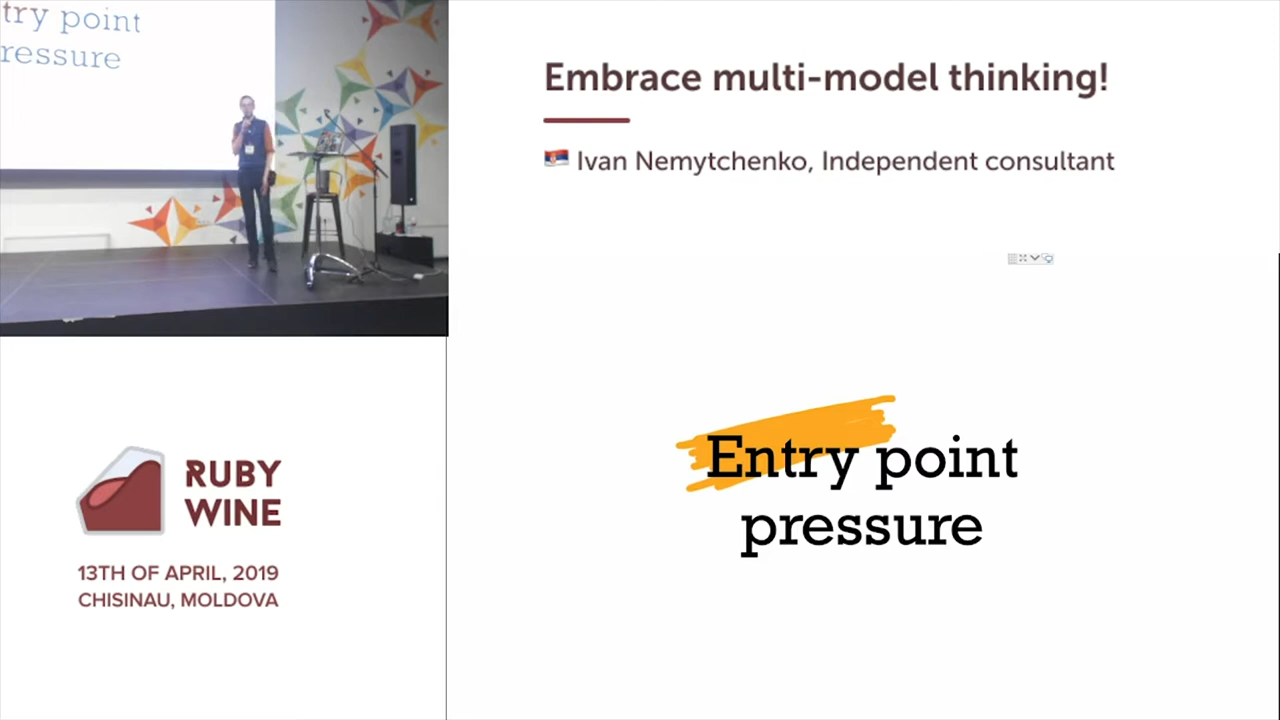 try point
ressure
Embrace multi-model thinking!
Ivan Nemytchenko, Independent consultant
Entry point
pressure
RUBY
WINE
13TH OF APRIL, 2019
CHISINAU, MOLDOVA